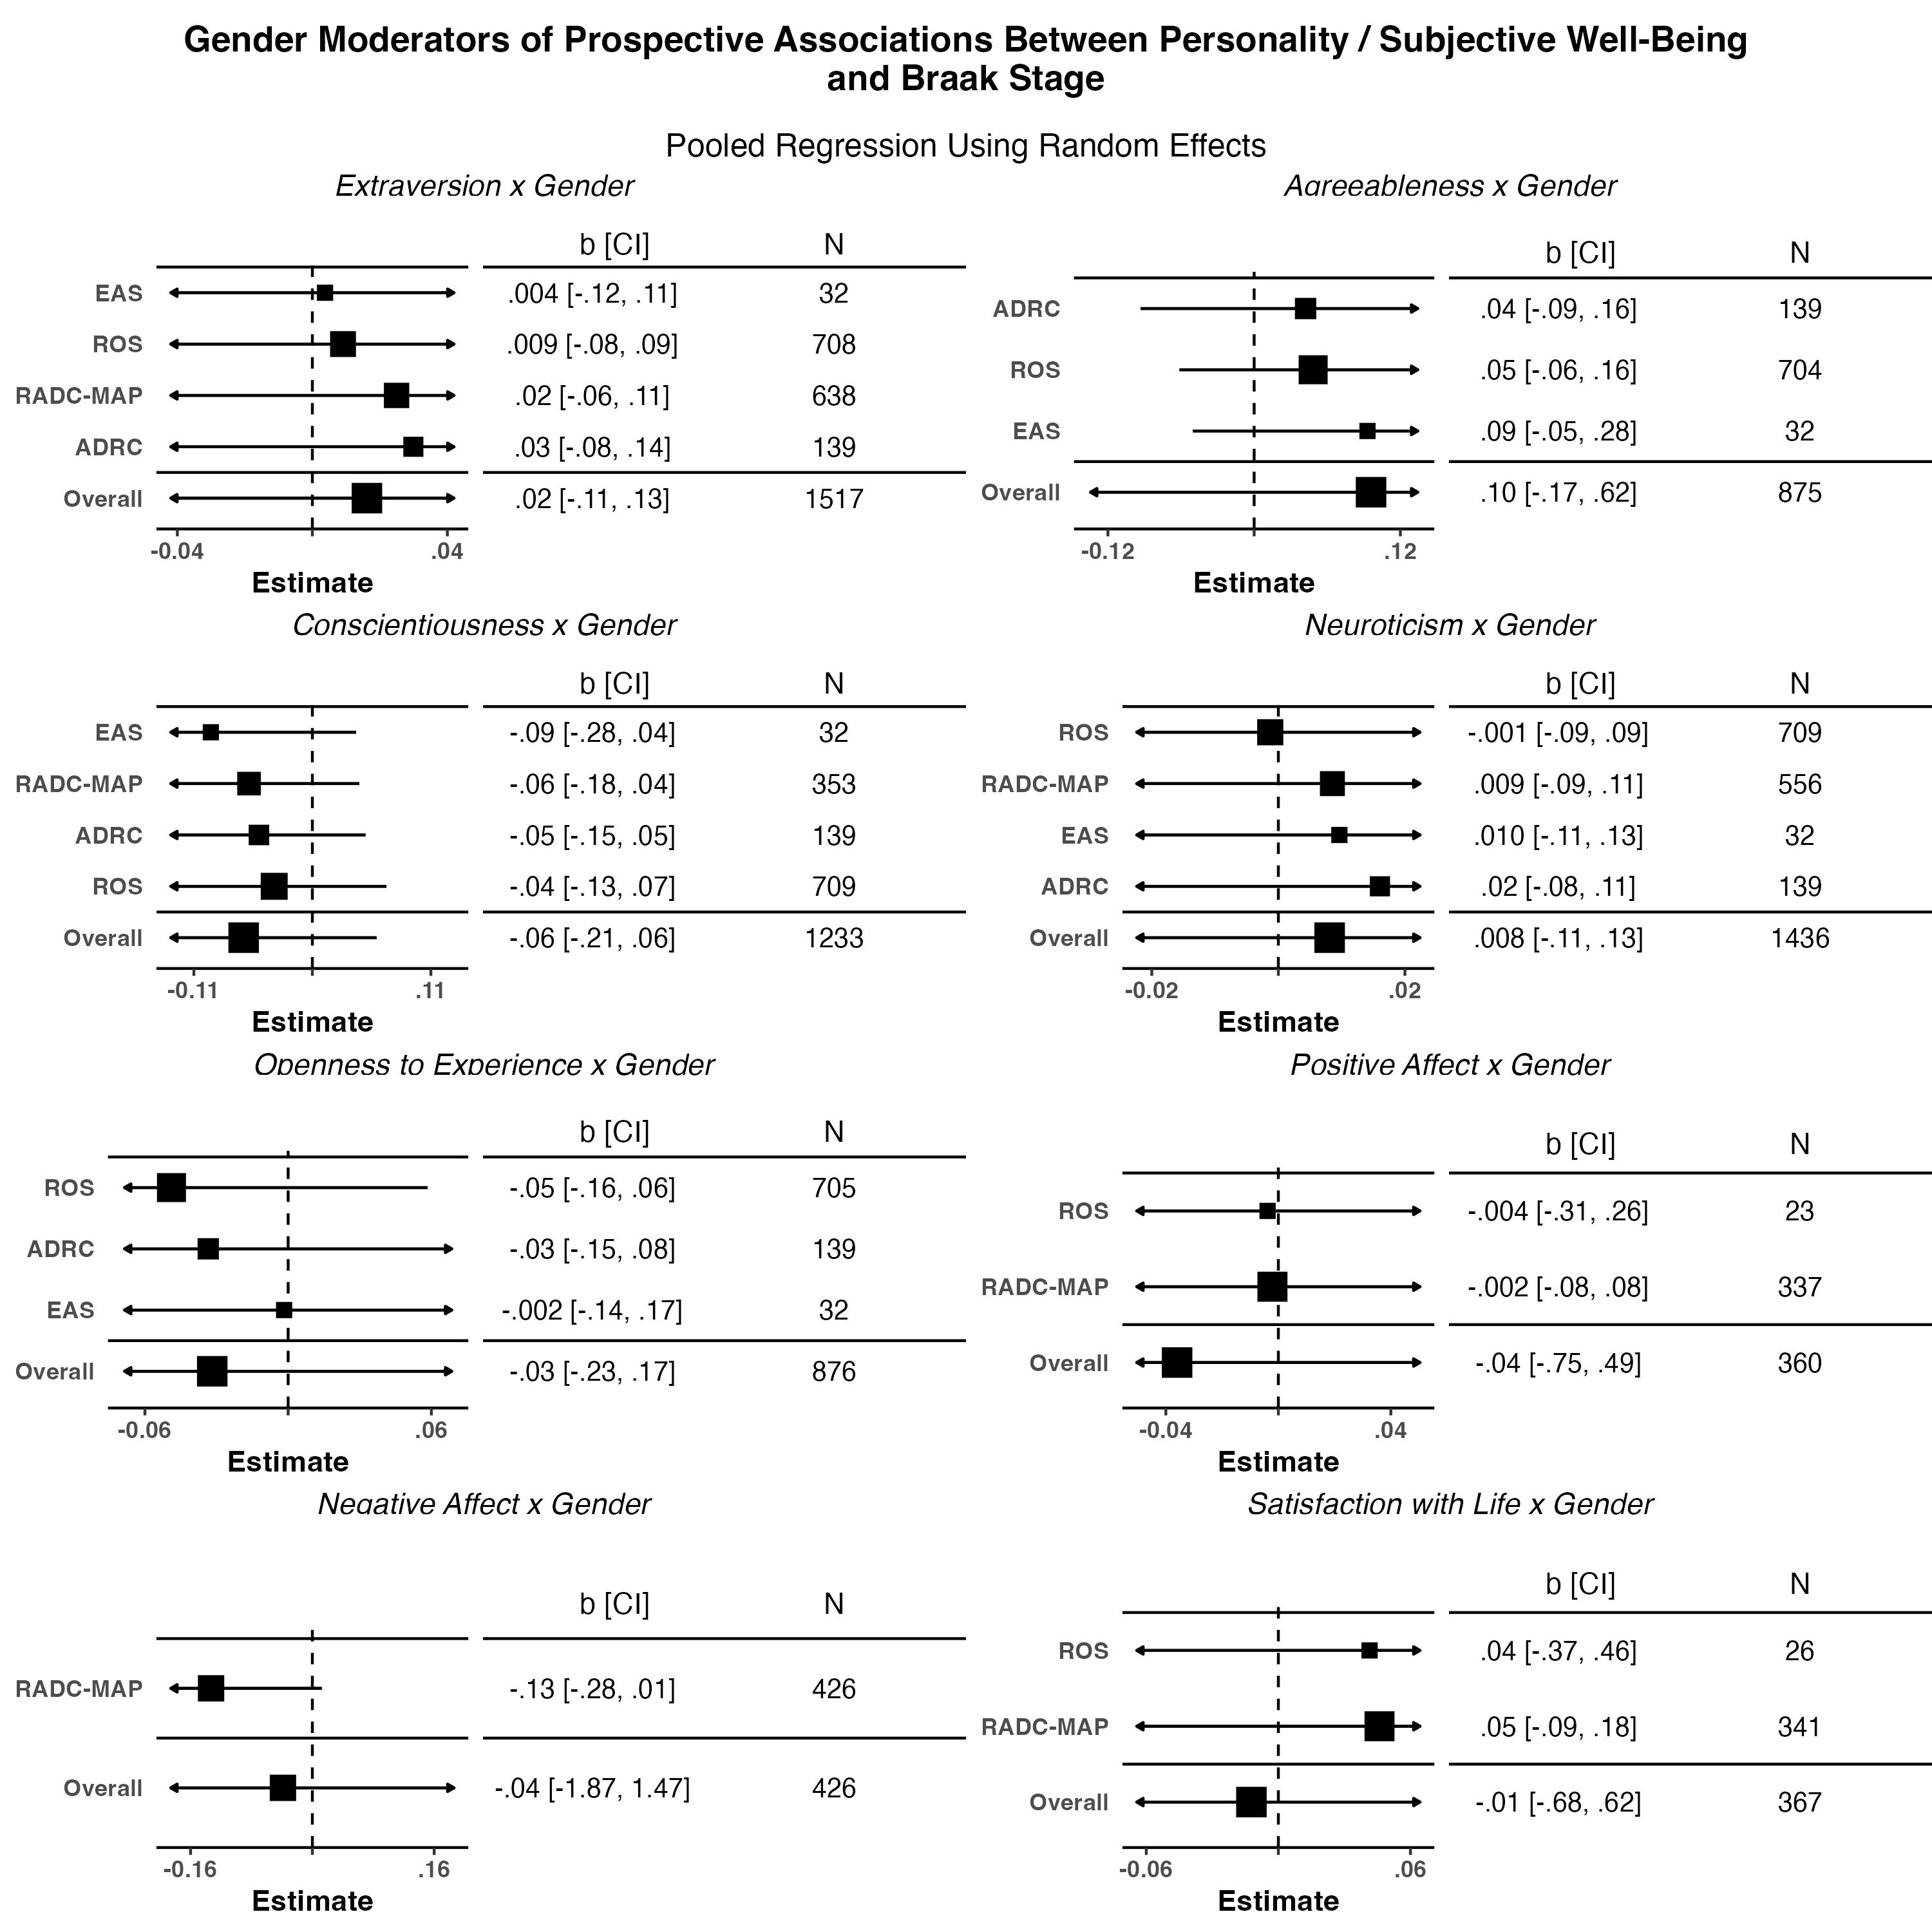 Gender Moderators of Prospective Associations Between Personality / Subjective Well-Being
and Braak Stage
Pooled Regression Using Random Effects
Extraversion x Gender
b [CI] N
EAS .004 [-.12, .11] 32
ROS .009 [-.08, .09] 708
RADC-MAP .02 [-.06, .11] 638
ADRC .03 [-.08, .14] 139
Overall .02 [-.11, .13] 1517
-0.04 .04
Estimate
Agreeableness x Gender
b [CI] N
ADRC .04 [-.09, .16] 139
ROS .05 [-.06, .16] 704
EAS .09 [-.05, .28] 32
Overall .10 [-.17, .62] 875
-0.12 .12
Estimate
Conscientiousness x Gender
b [CI] N
EAS -.09 [-.28, .04] 32
RADC-MAP -.06 [-.18, .04] 353
ADRC -.05 [-.15, .05] 139
ROS -.04 [-.13, .07] 709
Overall -.06 [-.21, .06] 1233
-0.11 .11
Estimate
Neuroticism x Gender
b [CI] N
ROS -.001 [-.09, .09] 709
RADC-MAP .009 [-.09, .11] 556
EAS .010 [-.11, .13] 32
ADRC .02 [-.08, .11] 139
Overall .008 [-.11, .13] 1436
-0.02 .02
Estimate
Openness to Experience x Gender
b [CI] N
ROS -.05 [-.16, .06] 705
ADRC -.03 [-.15, .08] 139
EAS -.002 [-.14, .17] 32
Overall -.03 [-.23, .17] 876
-0.06 .06
Estimate
Positive Affect x Gender
b [CI] N
ROS -.004 [-.31, .26] 23
RADC-MAP -.002 [-.08, .08] 337
Overall -.04 [-.75, .49] 360
-0.04 .04
Estimate
Negative Affect x Gender
b [CI] N
RADC-MAP -.13 [-.28, .01] 426
Overall -.04 [-1.87, 1.47] 426
-0.16 .16
Estimate
Satisfaction with Life x Gender
b [CI] N
ROS .04 [-.37, .46] 26
RADC-MAP .05 [-.09, .18] 341
Overall -.01 [-.68, .62] 367
-0.06 .06
Estimate